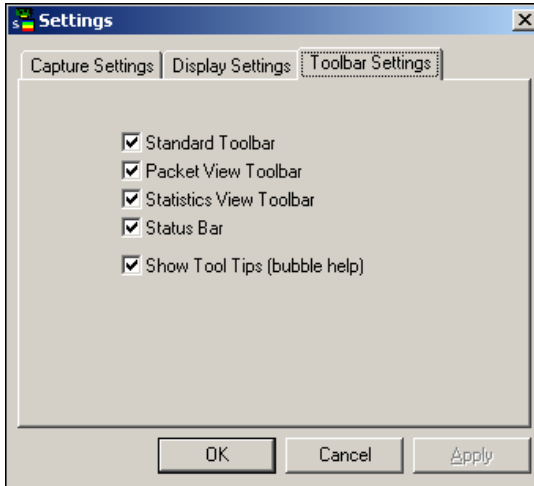 Settings
Capture Settings Display Settings Toolbar Settings
Standard Toolbar
Packet View Toolbar
Statistics View Toolbar
Status Bar
Show Tool Tips (bubble help)
OK Cancel Apply